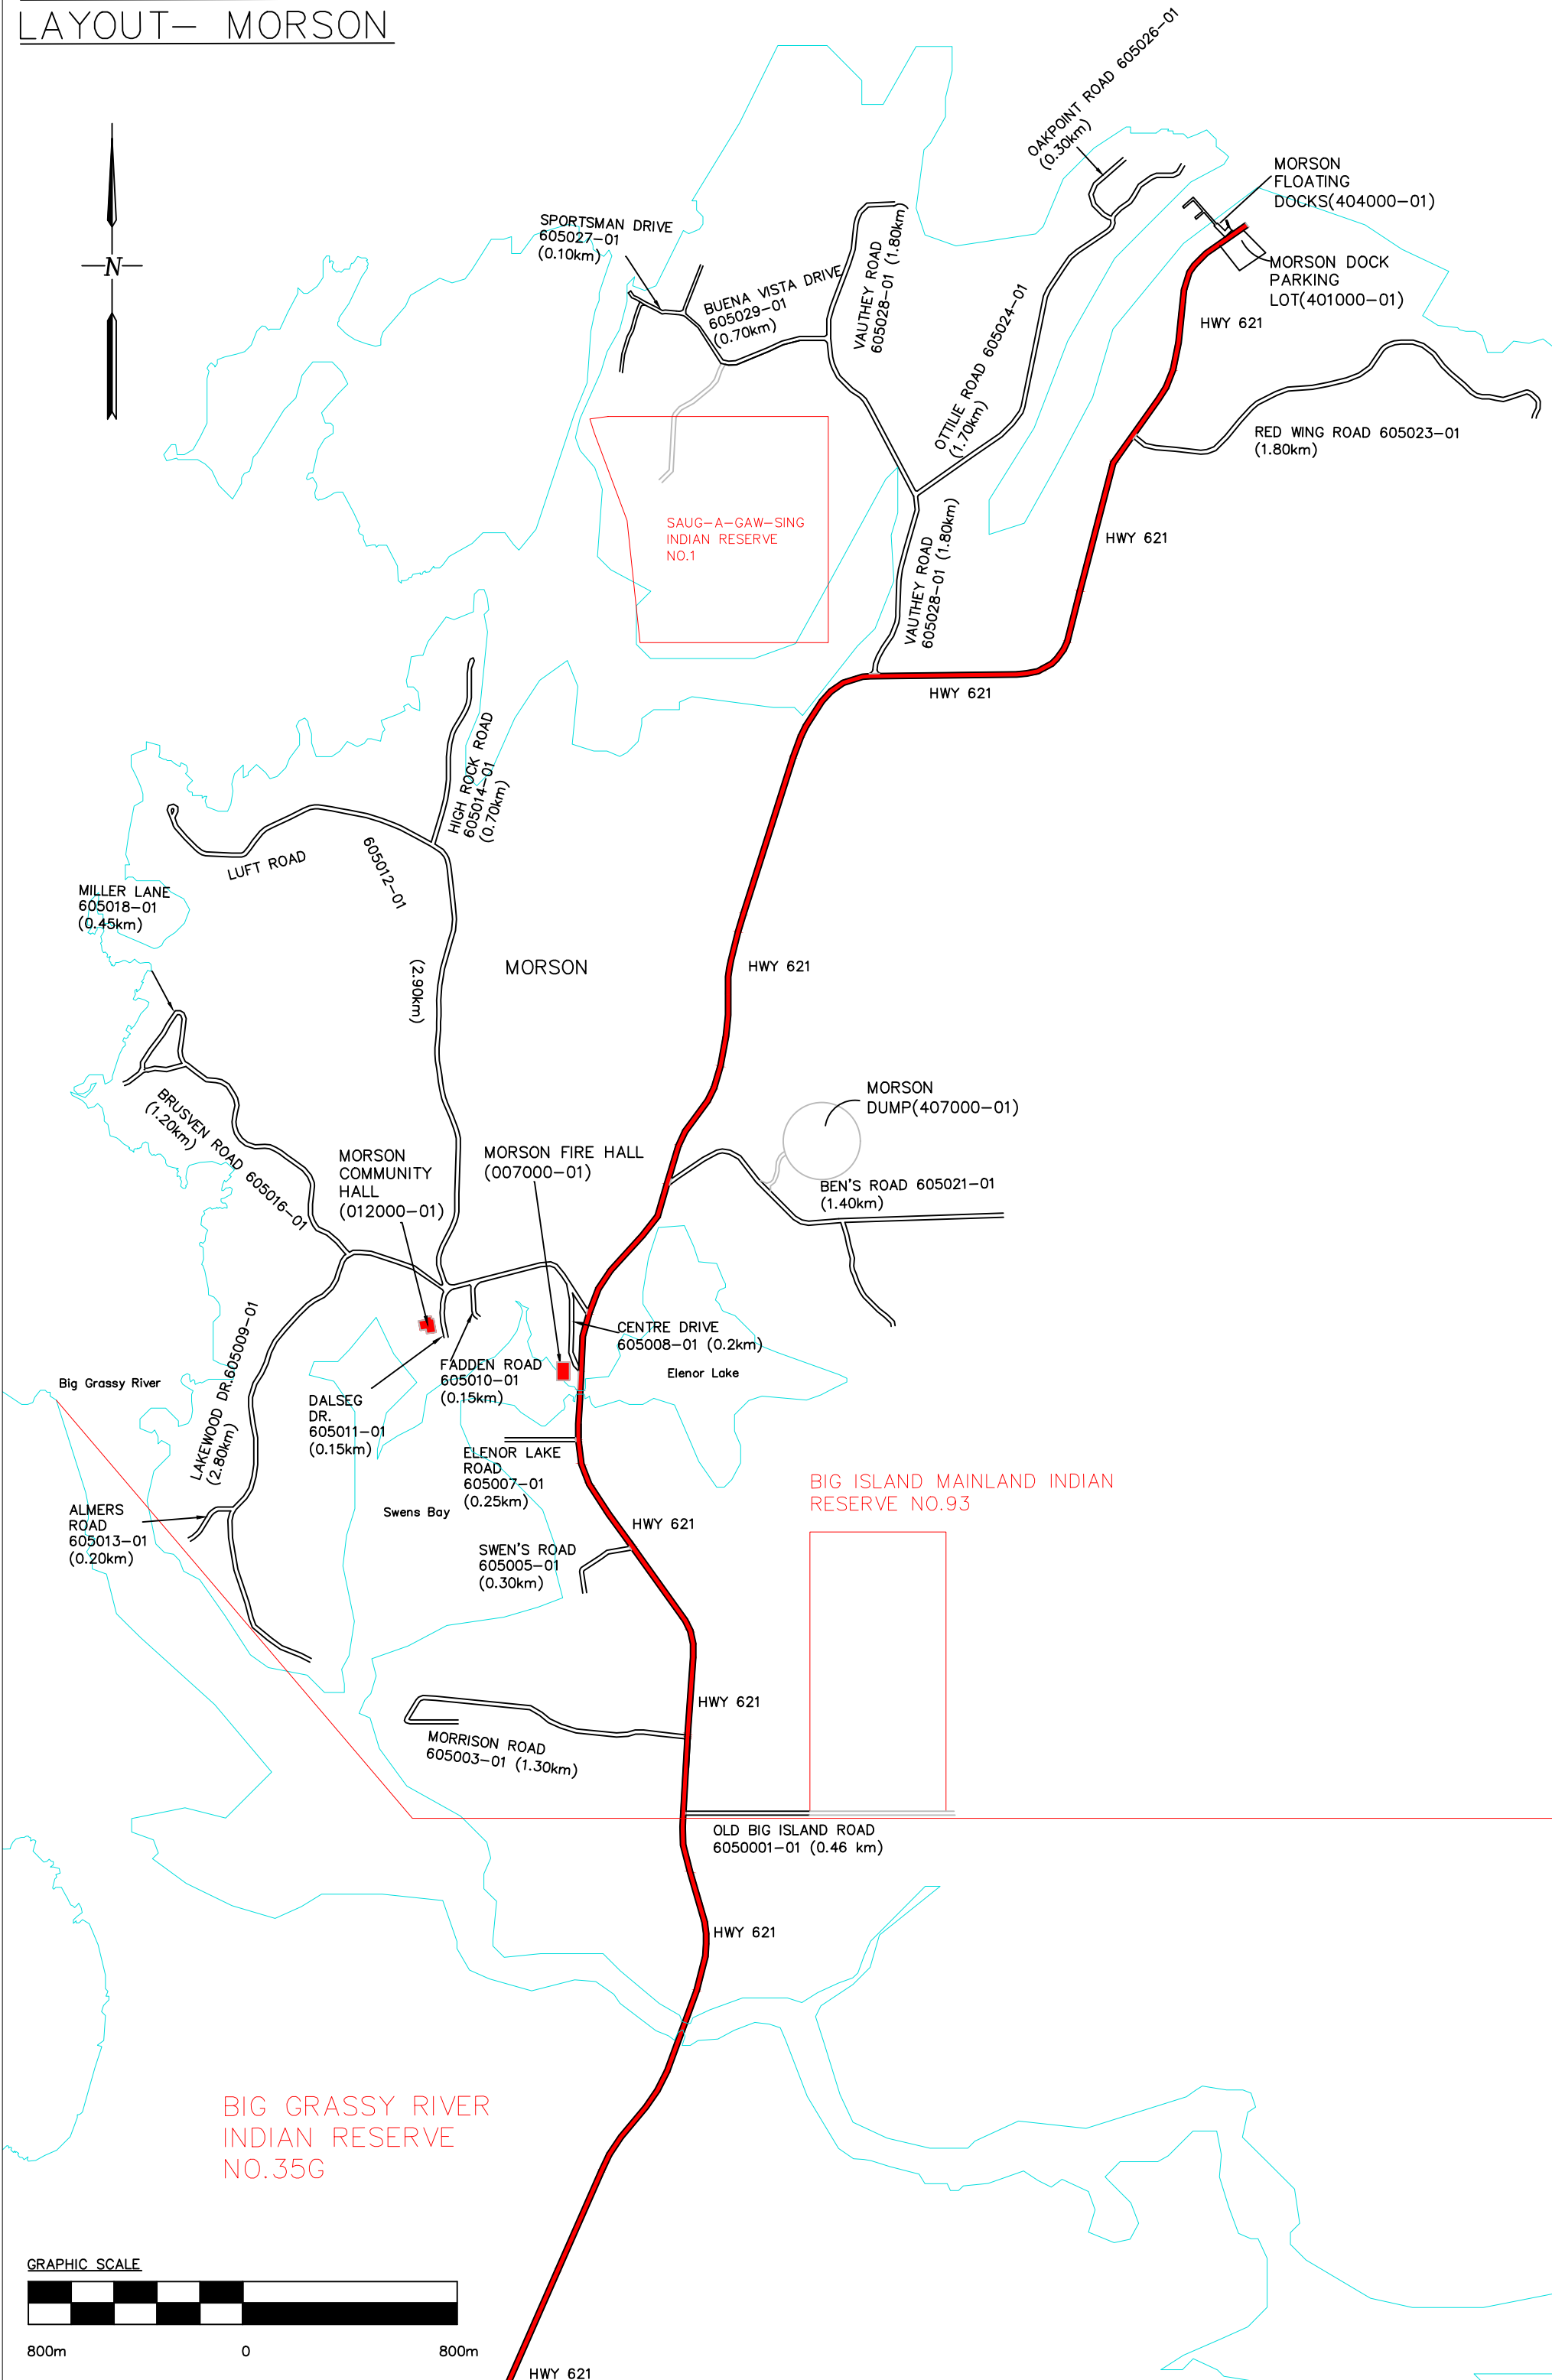 LAYOUT- MORSON
N
OAKPOINT ROAD 605026-01
(0.30km)
MORSON
FLOATING
DOCKS(404000-01)
SPORTSMAN DRIVE
605027-01
(0.10km)
BUENA VISTA DRIVE
605029-01
(0.70km)
VAUTHEY ROAD
605028-01 (1.80km)
MORSON DOCK
PARKING
LOT(401000-01)
HWY 621
OTTILIE ROAD 605024-01
(1.70km)
RED WING ROAD 605023-01
(1.80km)
SAUG-A-GAW-SING
INDIAN RESERVE
NO.1
HWY 621
VAUTHEY ROAD
605028-01 (1.80km)
HWY 621
HIGH ROCK ROAD
605014-01
(0.70km)
LUFT ROAD
605012-01
(2.90km)
MILLER LANE
605018-01
(0.45km)
MORSON
HWY 621
BRUSVEN ROAD 605016-01
(1.20km)
MORSON
DUMP(407000-01)
MORSON
COMMUNITY
HALL
(012000-01)
MORSON FIRE HALL
(007000-01)
BEN'S ROAD 605021-01
(1.40km)
CENTRE DRIVE
605008-01 (0.2km)
Elenor Lake
FADDEN ROAD
605010-01
(0.15km)
Big Grassy River
LAKEWOOD DR.605009-01
(2.80km)
DALSEG
DR.
605011-01
(0.15km)
ELENOR LAKE
ROAD
605007-01
(0.25km)
BIG ISLAND MAINLAND INDIAN
RESERVE NO.93
ALMERS
ROAD
605013-01
(0.20km)
Swens Bay
HWY 621
SWEN'S ROAD
605005-01
(0.30km)
HWY 621
MORRISON ROAD
605003-01 (1.30km)
OLD BIG ISLAND ROAD
6050001-01 (0.46 km)
HWY 621
BIG GRASSY RIVER
INDIAN RESERVE
NO.35G
GRAPHIC SCALE
800m 0 800m
HWY 621